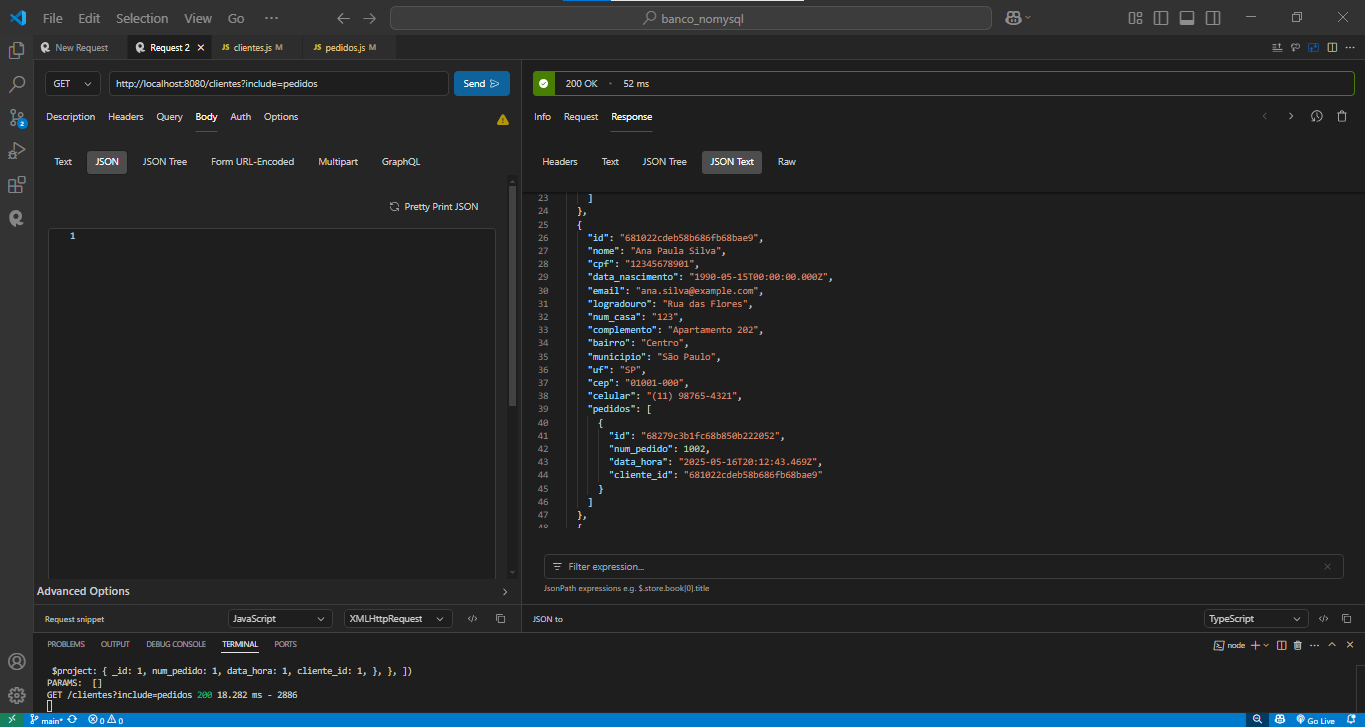 File Edit Selection View Go ··· banco_nomysql
New Request Request 2 JS clientes.js M JS pedidos.js M
GET http://localhost:8080/clientes?include=pedidos Send
Description Headers Query Body Auth Options
Text JSON JSON Tree Form URL-Encoded Multipart GraphQL
Pretty Print JSON
1
Advanced Options
Request snippet JavaScript XMLHttpRequest
200 OK · 52 ms
Info Request Response
Headers Text JSON Tree JSON Text Raw
23 ]
24 },
25 {
26 "id": "681022cdeb58b686fb68bae9",
27 "nome": "Ana Paula Silva",
28 "cpf": "12345678901",
29 "data_nascimento": "1990-05-15T00:00:00.000Z",
30 "email": "ana.silva@example.com",
31 "logradouro": "Rua das Flores",
32 "num_casa": "123",
33 "complemento": "Apartamento 202",
34 "bairro": "Centro",
35 "municipio": "São Paulo",
36 "uf": "SP",
37 "cep": "01001-000",
38 "celular": "(11) 98765-4321",
39 "pedidos": [
40 {
41 "id": "68279c3b1fc68b850b222052",
42 "num_pedido": 1002,
43 "data_hora": "2025-05-16T20:12:43.469Z",
44 "cliente_id": "681022cdeb58b686fb68bae9"
45 }
46 ]
47 },
48 {
Filter expression...
JsonPath expressions e.g. $.store.book[0].title
JSON to TypeScript
PROBLEMS OUTPUT DEBUG CONSOLE TERMINAL PORTS node
$project: { _id: 1, num_pedido: 1, data_hora: 1, cliente_id: 1, }, }, ])
PARAMS: []
GET /clientes?include=pedidos 200 18.282 ms - 2886
main* 0 0 Go Live